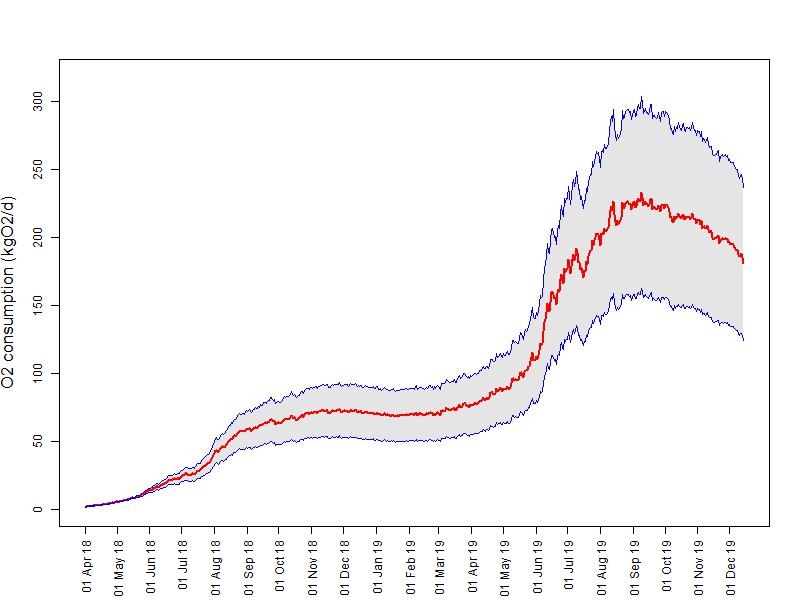 O2 consumption (kgO2/d)
300
250
200
150
100
50
0
01 Apr 18
01 May 18
01 Jun 18
01 Jul 18
01 Aug 18
01 Sep 18
01 Oct 18
01 Nov 18
01 Dec 18
01 Jan 19
01 Feb 19
01 Mar 19
01 Apr 19
01 May 19
01 Jun 19
01 Jul 19
01 Aug 19
01 Sep 19
01 Oct 19
01 Nov 19
01 Dec 19